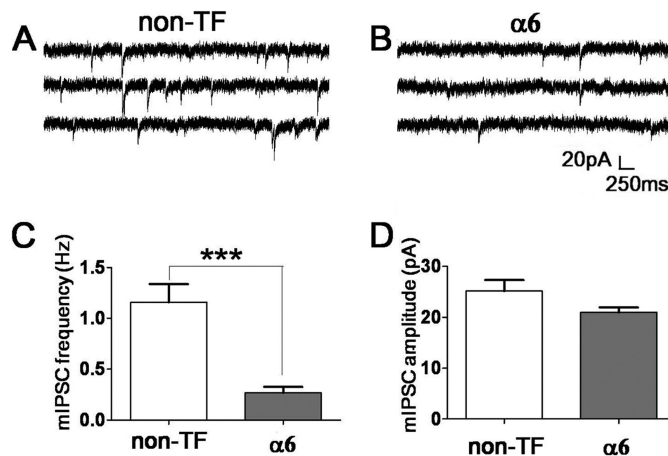 A
non-TF
B
α6
20pA
250ms
C
***
mIPSC frequency (Hz)
1.5
1.0
0.5
0.0
non-TF
α6
D
mIPSC amplitude (pA)
30
20
10
0
non-TF
α6